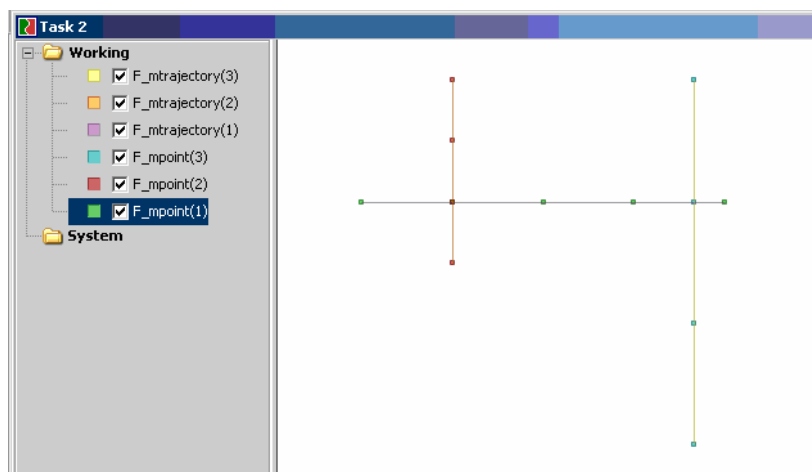 Task 2
Working
F_mtrajectory(3)
F_mtrajectory(2)
F_mtrajectory(1)
F_mpoint(3)
F_mpoint(2)
F_mpoint(1)
System